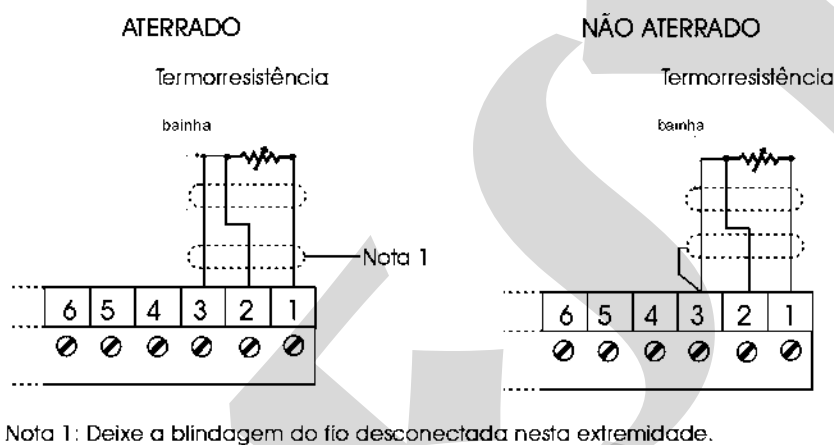 ATERRADO
NÃO ATERRADO
Termorresistência
Termorresistência
bainha
bainha
Nota 1
6 5 4 3 2 1
6 5 4 3 2 1
Nota 1: Deixe a blindagem do fio desconectada nesta extremidade.